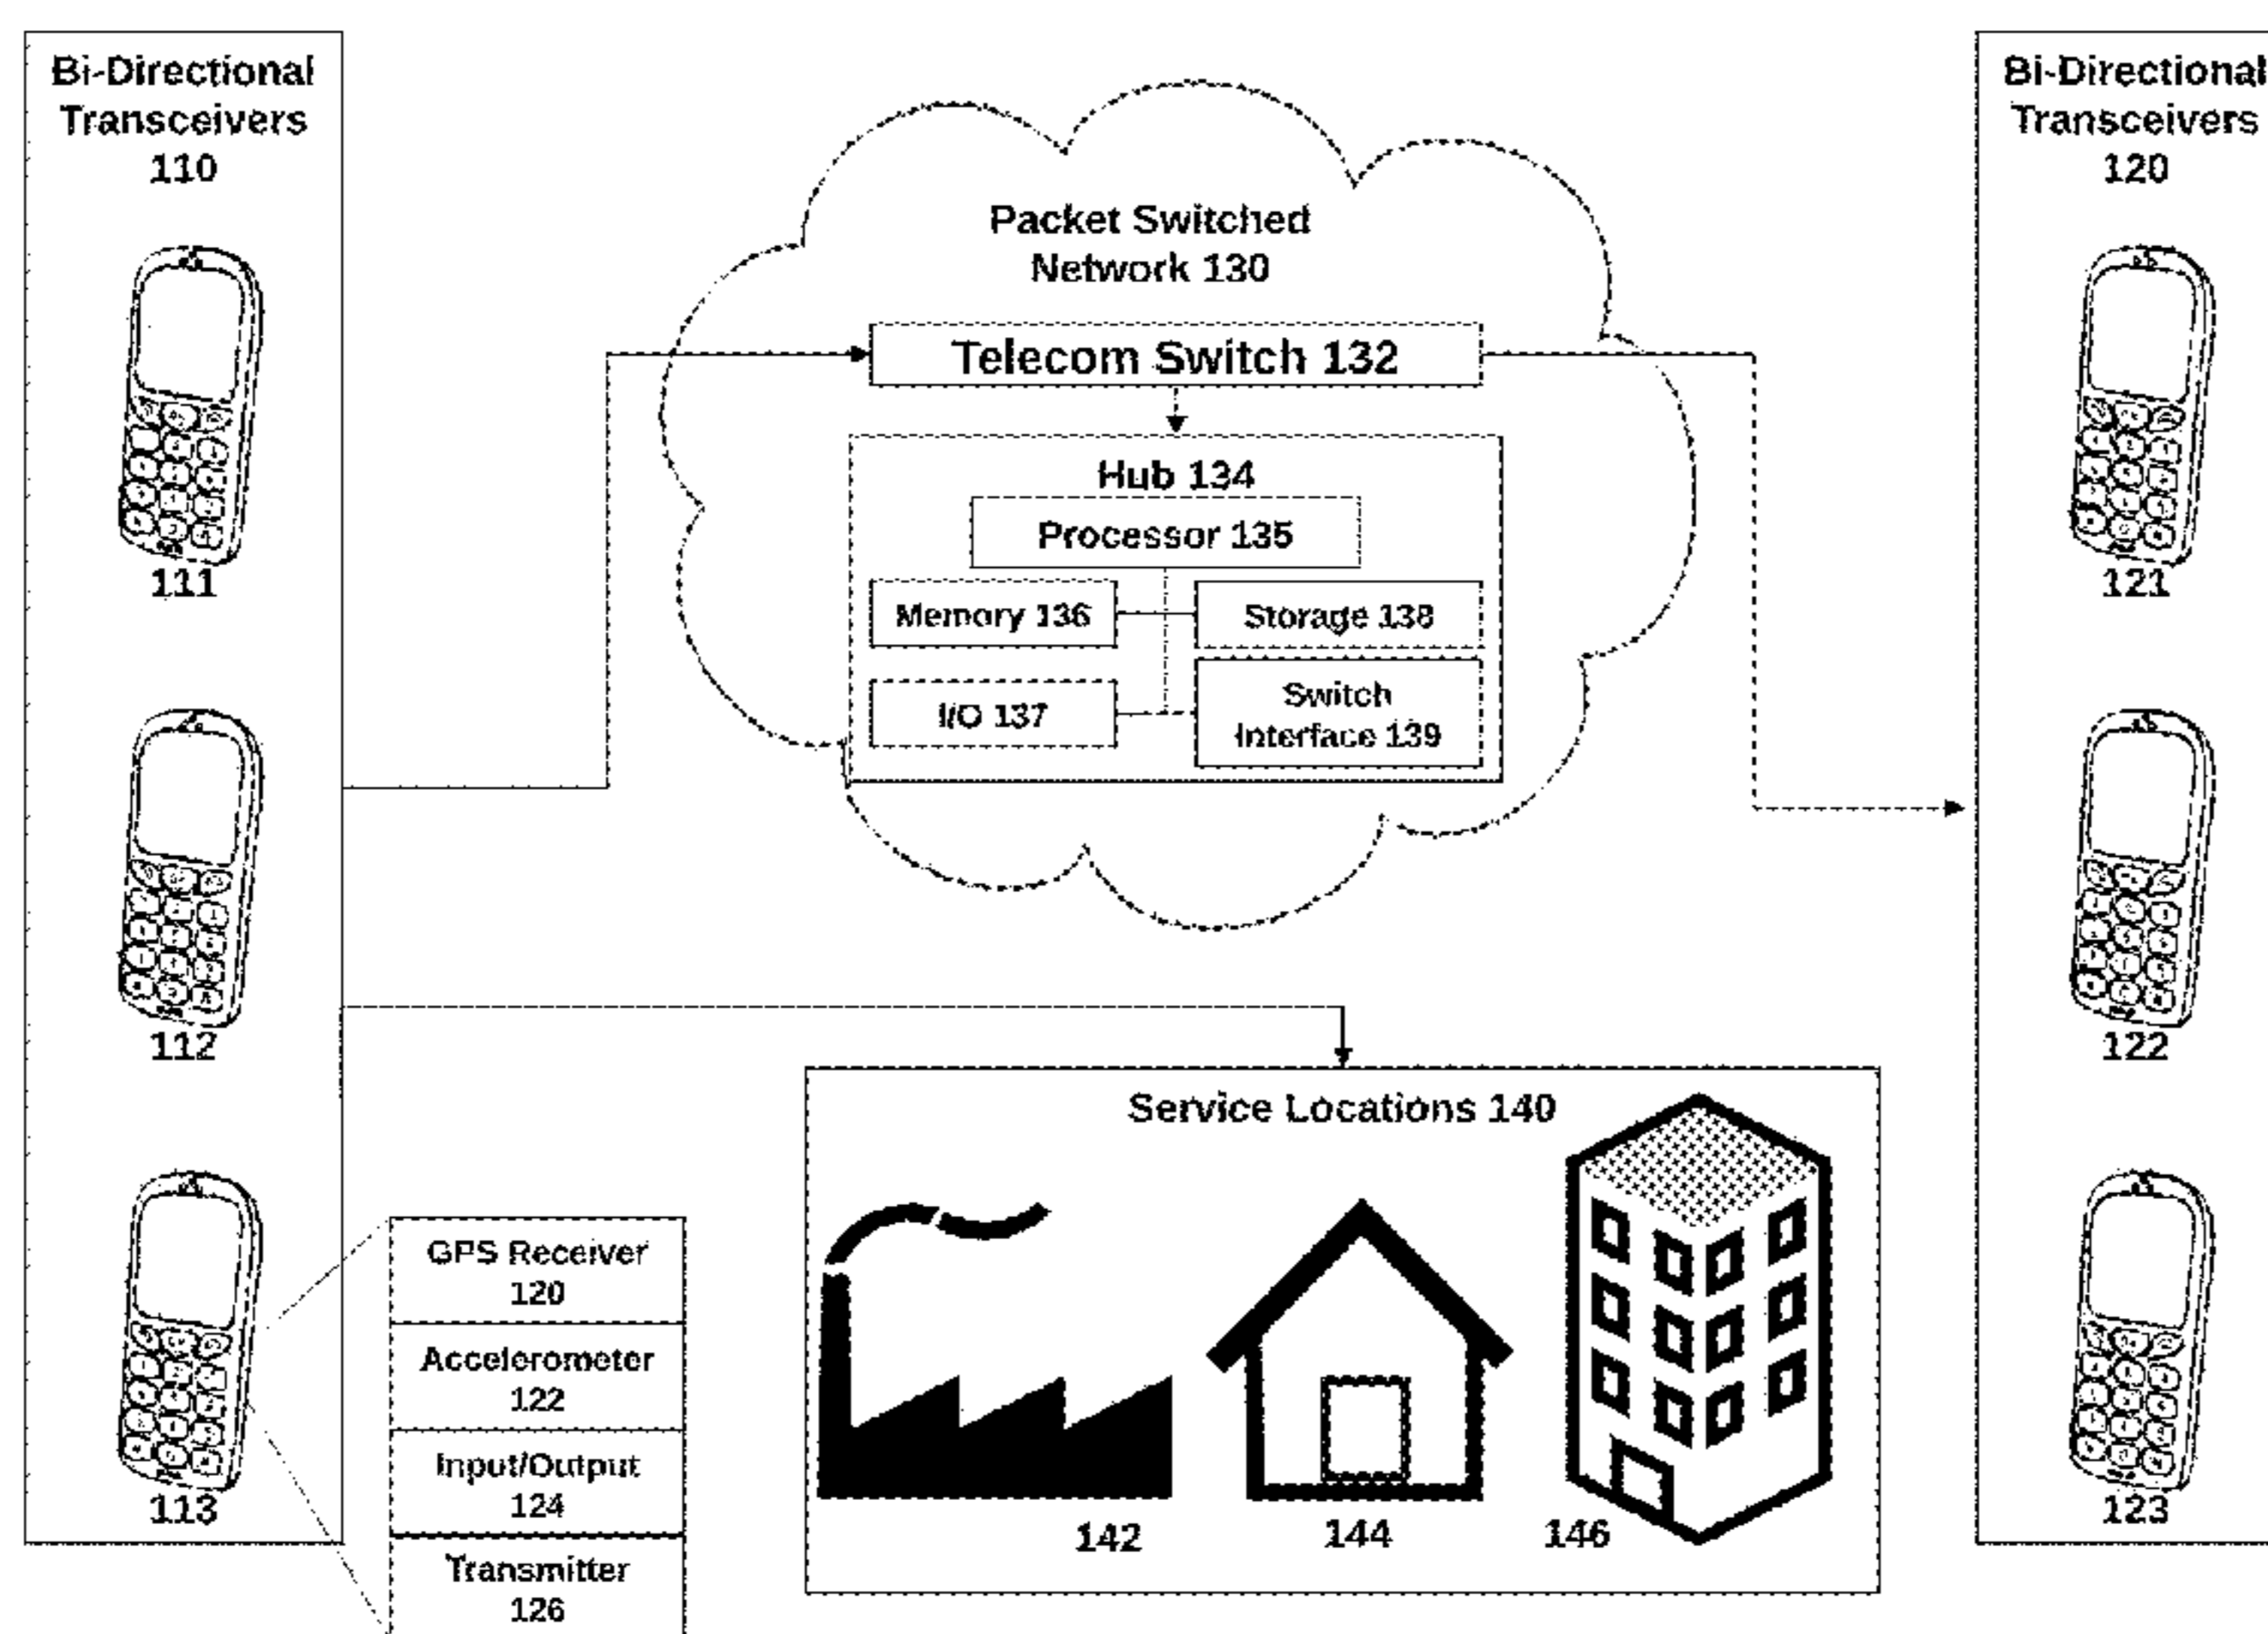 Bi-Directional
Transceivers
110
111
112
113
Packet Switched
Network 130
Telecom Switch 132
Hub 134
Processor 135
Memory 136
Storage 138
I/O 137
Switch
Interface 139
GPS Receiver
120
Accelerometer
122
Input/Output
124
Transmitter
126
Service Locations 140
142
144
146
Bi-Directional
Transceivers
120
121
122
123